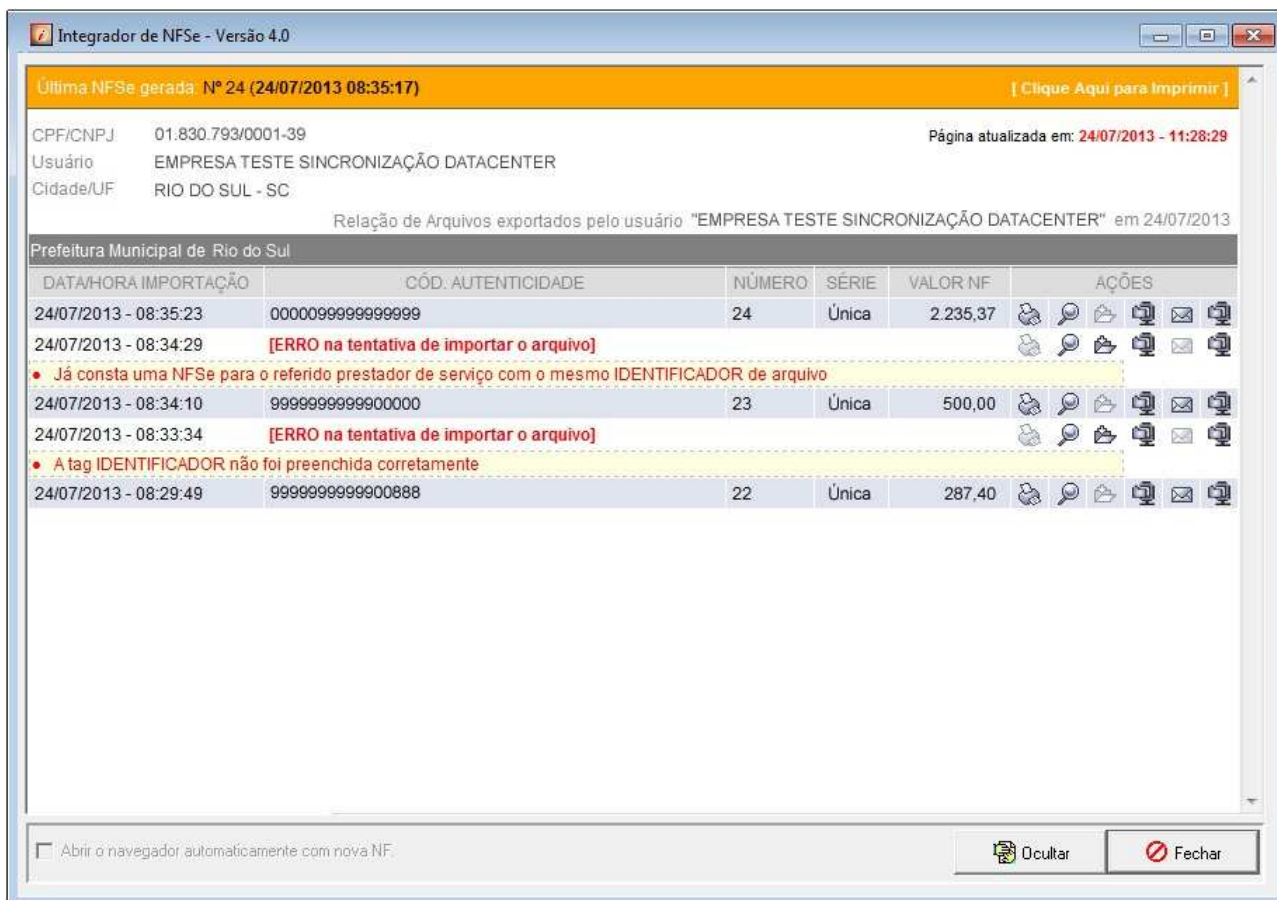 Integrador de NFSe - Versão 4.0
Última NFSe gerada: Nº 24 (24/07/2013 08:35:17) [ Clique Aqui para Imprimir ]
CPF/CNPJ 01.830.793/0001-39 Página atualizada em: 24/07/2013 - 11:28:29
Usuário EMPRESA TESTE SINCRONIZAÇÃO DATACENTER
Cidade/UF RIO DO SUL - SC
Relação de Arquivos exportados pelo usuário "EMPRESA TESTE SINCRONIZAÇÃO DATACENTER" em 24/07/2013
Prefeitura Municipal de Rio do Sul
DATA/HORA IMPORTAÇÃO CÓD. AUTENTICIDADE NÚMERO SÉRIE VALOR NF AÇÕES
24/07/2013 - 08:35:23 0000099999999999 24 Única 2.235,37
24/07/2013 - 08:34:29 [ERRO na tentativa de importar o arquivo]
• Já consta uma NFSe para o referido prestador de serviço com o mesmo IDENTIFICADOR de arquivo
24/07/2013 - 08:34:10 9999999999900000 23 Única 500,00
24/07/2013 - 08:33:34 [ERRO na tentativa de importar o arquivo]
• A tag IDENTIFICADOR não foi preenchida corretamente
24/07/2013 - 08:29:49 9999999999900888 22 Única 287,40
Abrir o navegador automaticamente com nova NF. Ocultar Fechar